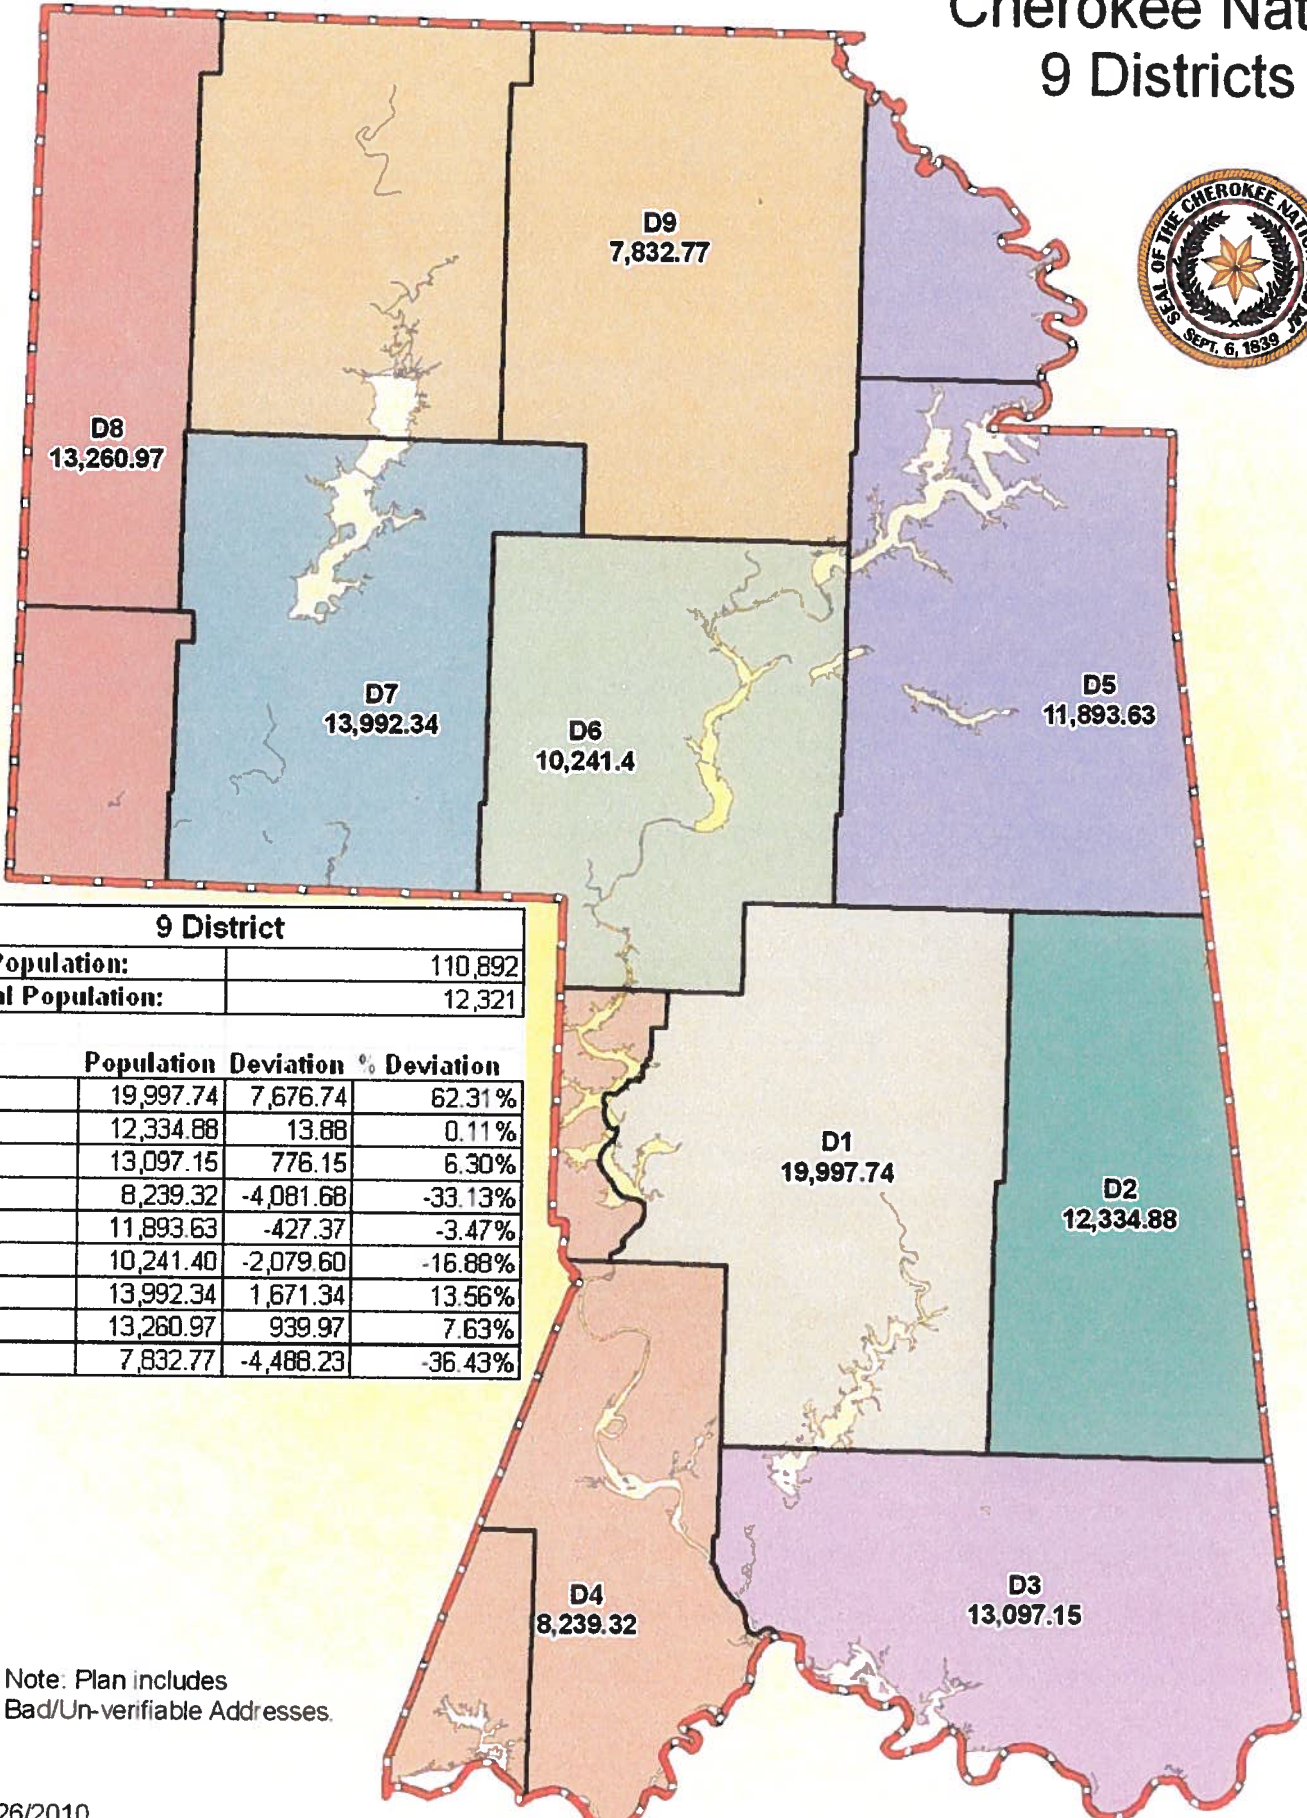 Cherokee Nat
9 Districts
SEAL OF THE CHEROKEE NATI
SEPT. 6, 1839
D9
7,832.77
D8
13,260.97
D7
13,992.34
D6
10,241.4
D5
11,893.63
9 District
Population: 110,892
al Population: 12,321
Population Deviation % Deviation
19,997.74 7,676.74 62.31%
12,334.88 13.88 0.11%
13,097.15 776.15 6.30%
8,239.32 -4,081.68 -33.13%
11,893.63 -427.37 -3.47%
10,241.40 -2,079.60 -16.88%
13,992.34 1,671.34 13.56%
13,260.97 939.97 7.63%
7,832.77 -4,488.23 -36.43%
D1
19,997.74
D2
12,334.88
D4
8,239.32
D3
13,097.15
Note: Plan includes
Bad/Un-verifiable Addresses.
26/2010